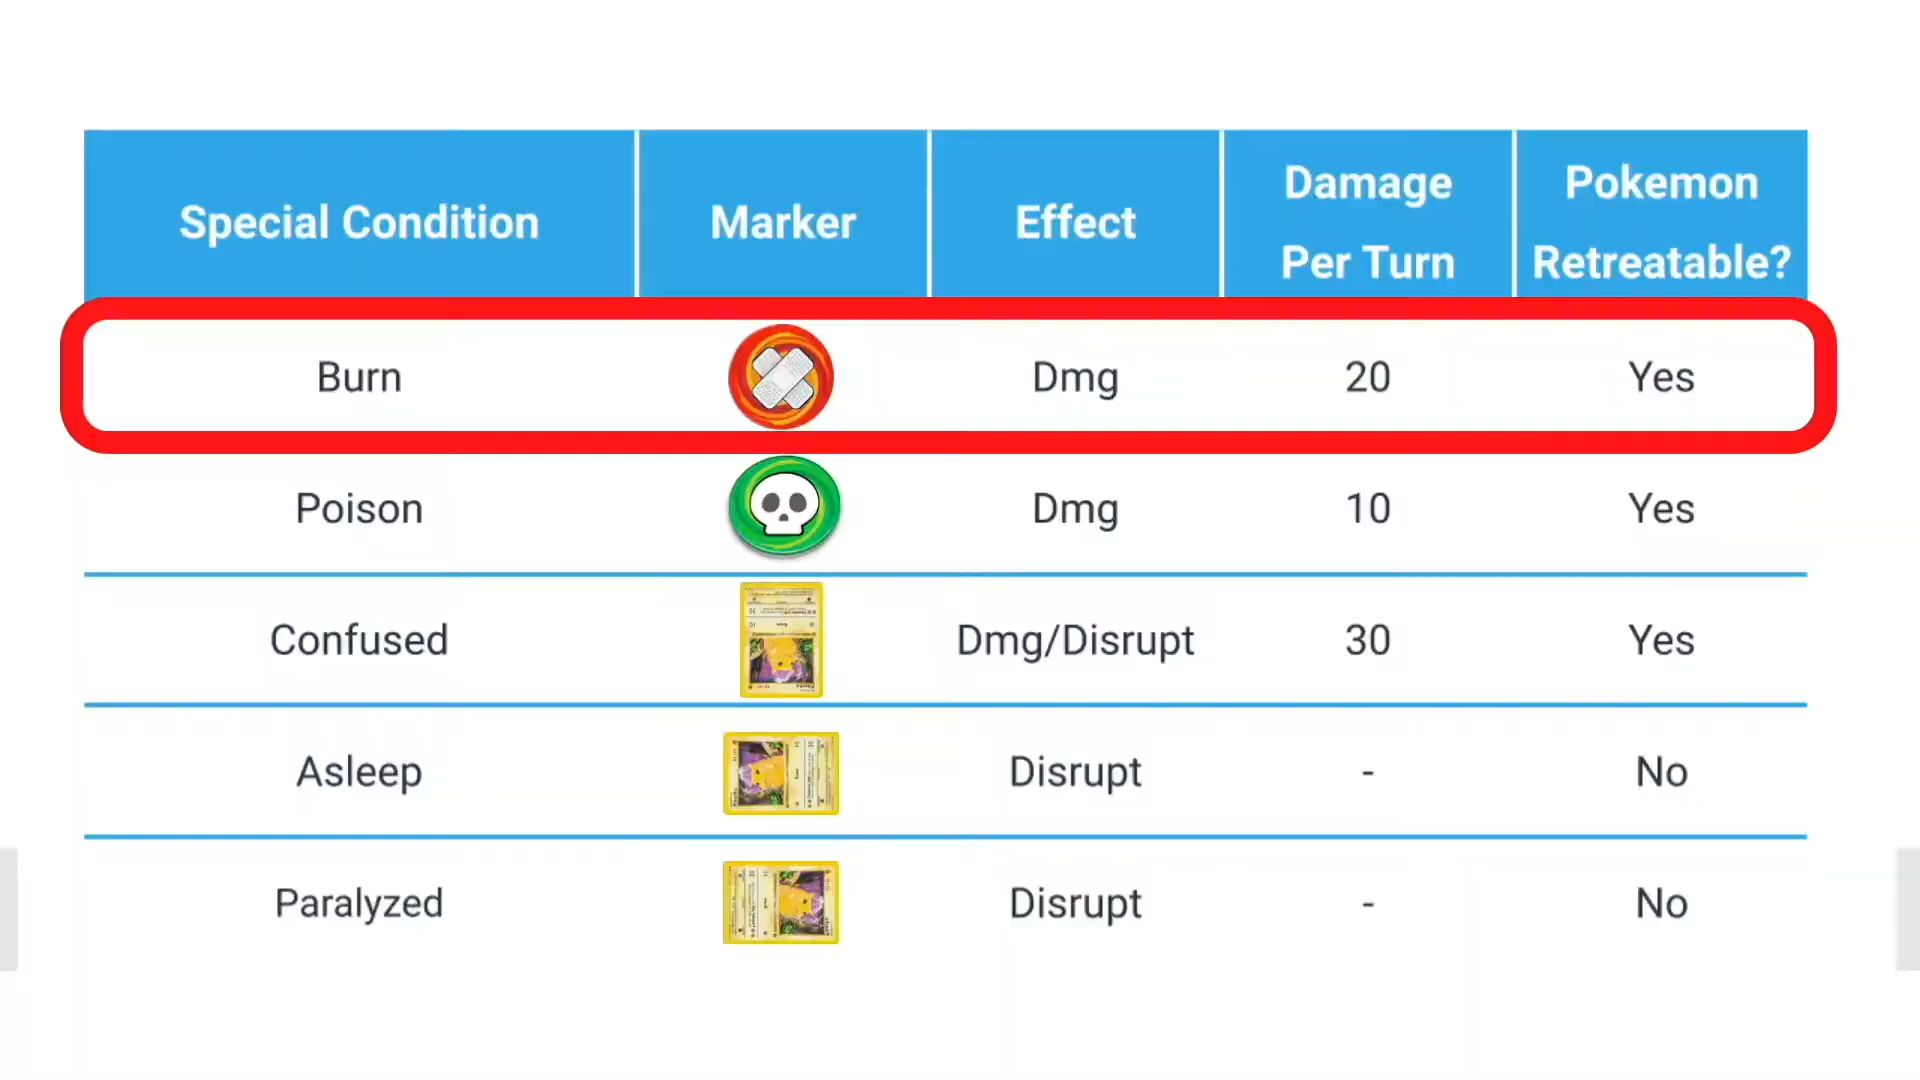 Special Condition
Marker
Effect
Damage
Per Turn
Pokemon
Retreatable?
Burn
Dmg
20
Yes
Poison
Dmg
10
Yes
Confused
Dmg/Disrupt
30
Yes
Asleep
Disrupt
-
No
Paralyzed
Disrupt
-
No